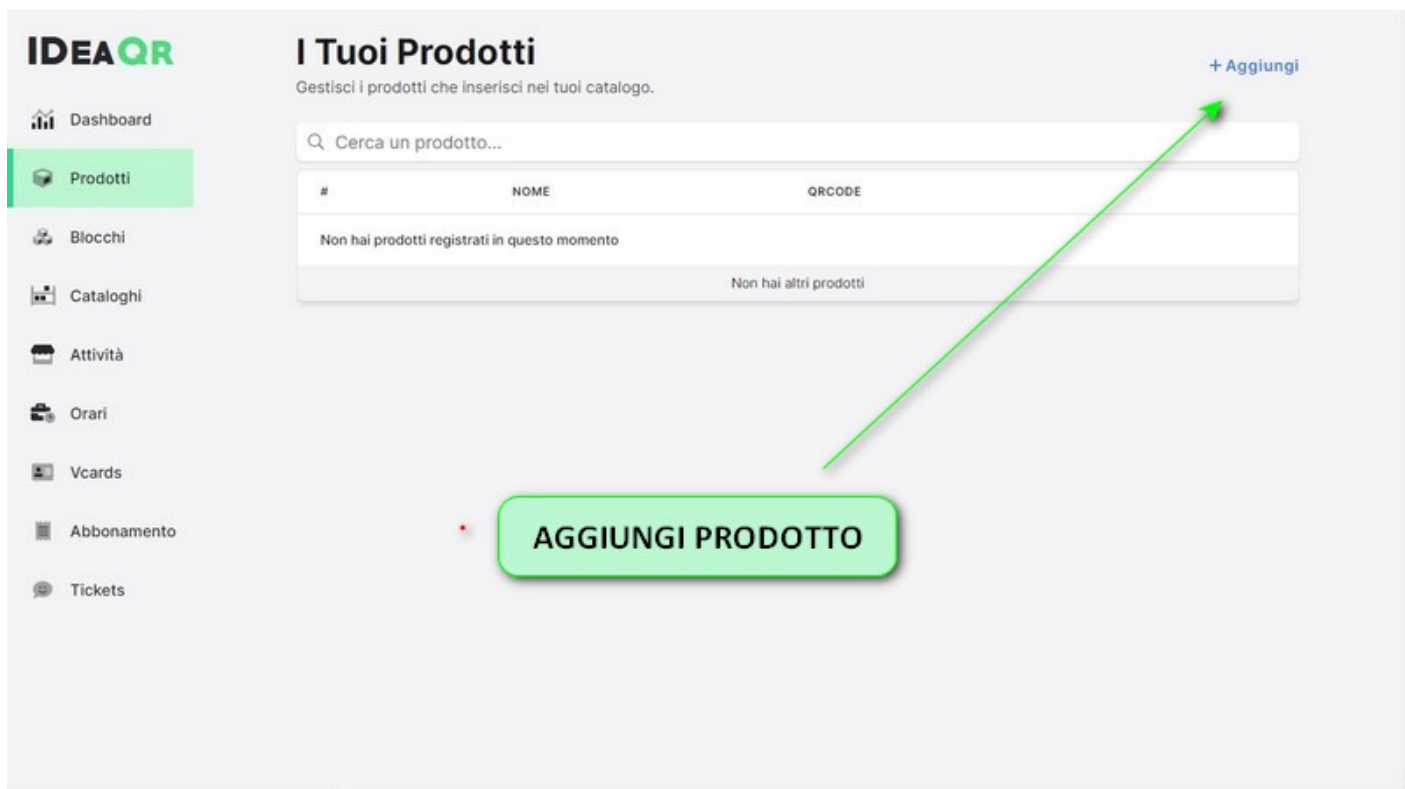 IDEAQR
I Tuoi Prodotti
Gestisci i prodotti che inserisci nel tuoi catalogo.
+ Aggiungi
Dashboard
Prodotti
Blocchi
Cataloghi
Attività
Orari
Vcards
Abbonamento
Tickets
Cerca un prodotto...
# NOME QRCODE
Non hai prodotti registrati in questo momento
Non hai altri prodotti
AGGIUNGI PRODOTTO